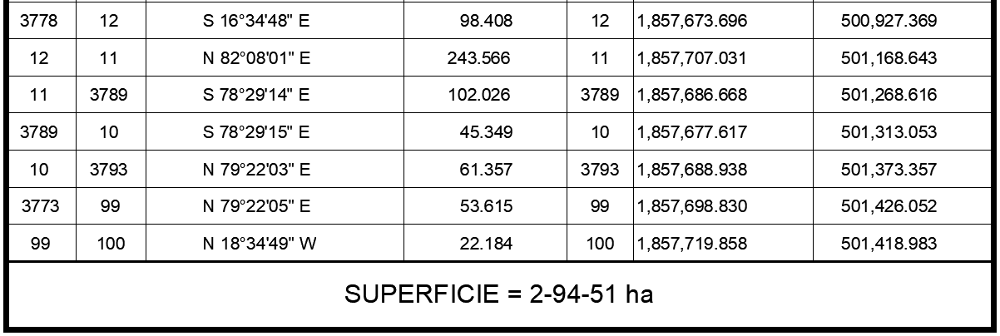 3778 12 S 16°34'48" E 98.408 12 1,857,673.696 500,927.369
12 11 N 82°08'01" E 243.566 11 1,857,707.031 501,168.643
11 3789 S 78°29'14" E 102.026 3789 1,857,686.668 501,268.616
3789 10 S 78°29'15" E 45.349 10 1,857,677.617 501,313.053
10 3793 N 79°22'03" E 61.357 3793 1,857,688.938 501,373.357
3773 99 N 79°22'05" E 53.615 99 1,857,698.830 501,426.052
99 100 N 18°34'49" W 22.184 100 1,857,719.858 501,418.983
SUPERFICIE = 2-94-51 ha